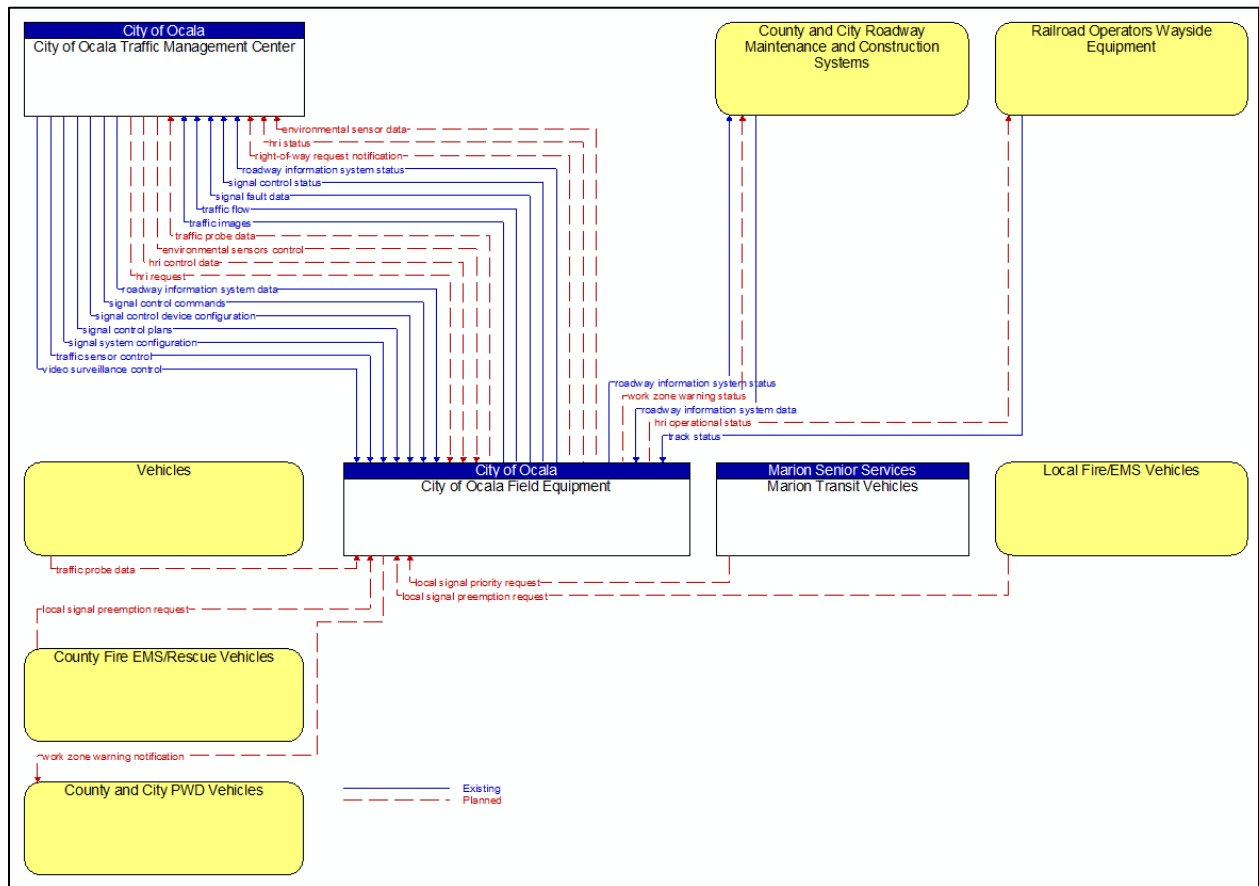 City of Ocala
City of Ocala Traffic Management Center
County and City Roadway
Maintenance and Construction
Systems
Railroad Operators Wayside
Equipment
environmental sensor data
hri status
right-of-way request notification
roadway information system status
signal control status
signal fault data
traffic flow
traffic images
traffic probe data
environmental sensors control
hri control data
hri request
roadway information system data
signal control commands
signal control device configuration
signal control plans
signal system configuration
traffic sensor control
video surveillance control
roadway information system status
work zone warning status
roadway information system data
hri operational status
track status
Vehicles
City of Ocala
City of Ocala Field Equipment
Marion Senior Services
Marion Transit Vehicles
Local Fire/EMS Vehicles
traffic probe data
local signal priority request
local signal preemption request
local signal preemption request
County Fire EMS/Rescue Vehicles
work zone warning notification
County and City PWD Vehicles
Existing
Planned